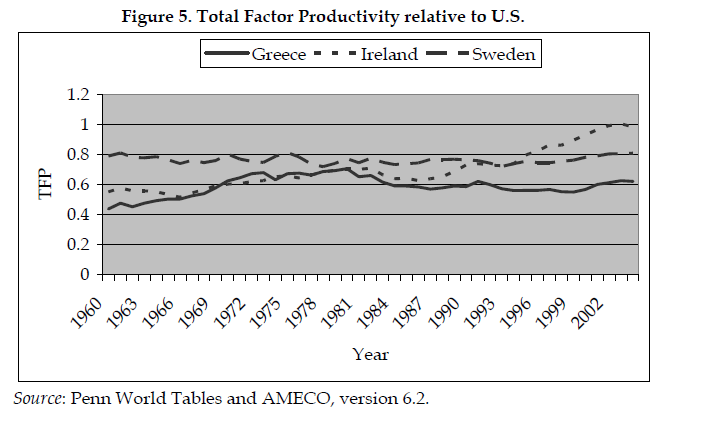 Figure 5. Total Factor Productivity relative to U.S.
Greece Ireland Sweden
1.2
1
0.8
0.6
0.4
0.2
0
TFP
1960 1963 1966 1969 1972 1975 1978 1981 1984 1987 1990 1993 1996 1999 2002
Year
Source: Penn World Tables and AMECO, version 6.2.